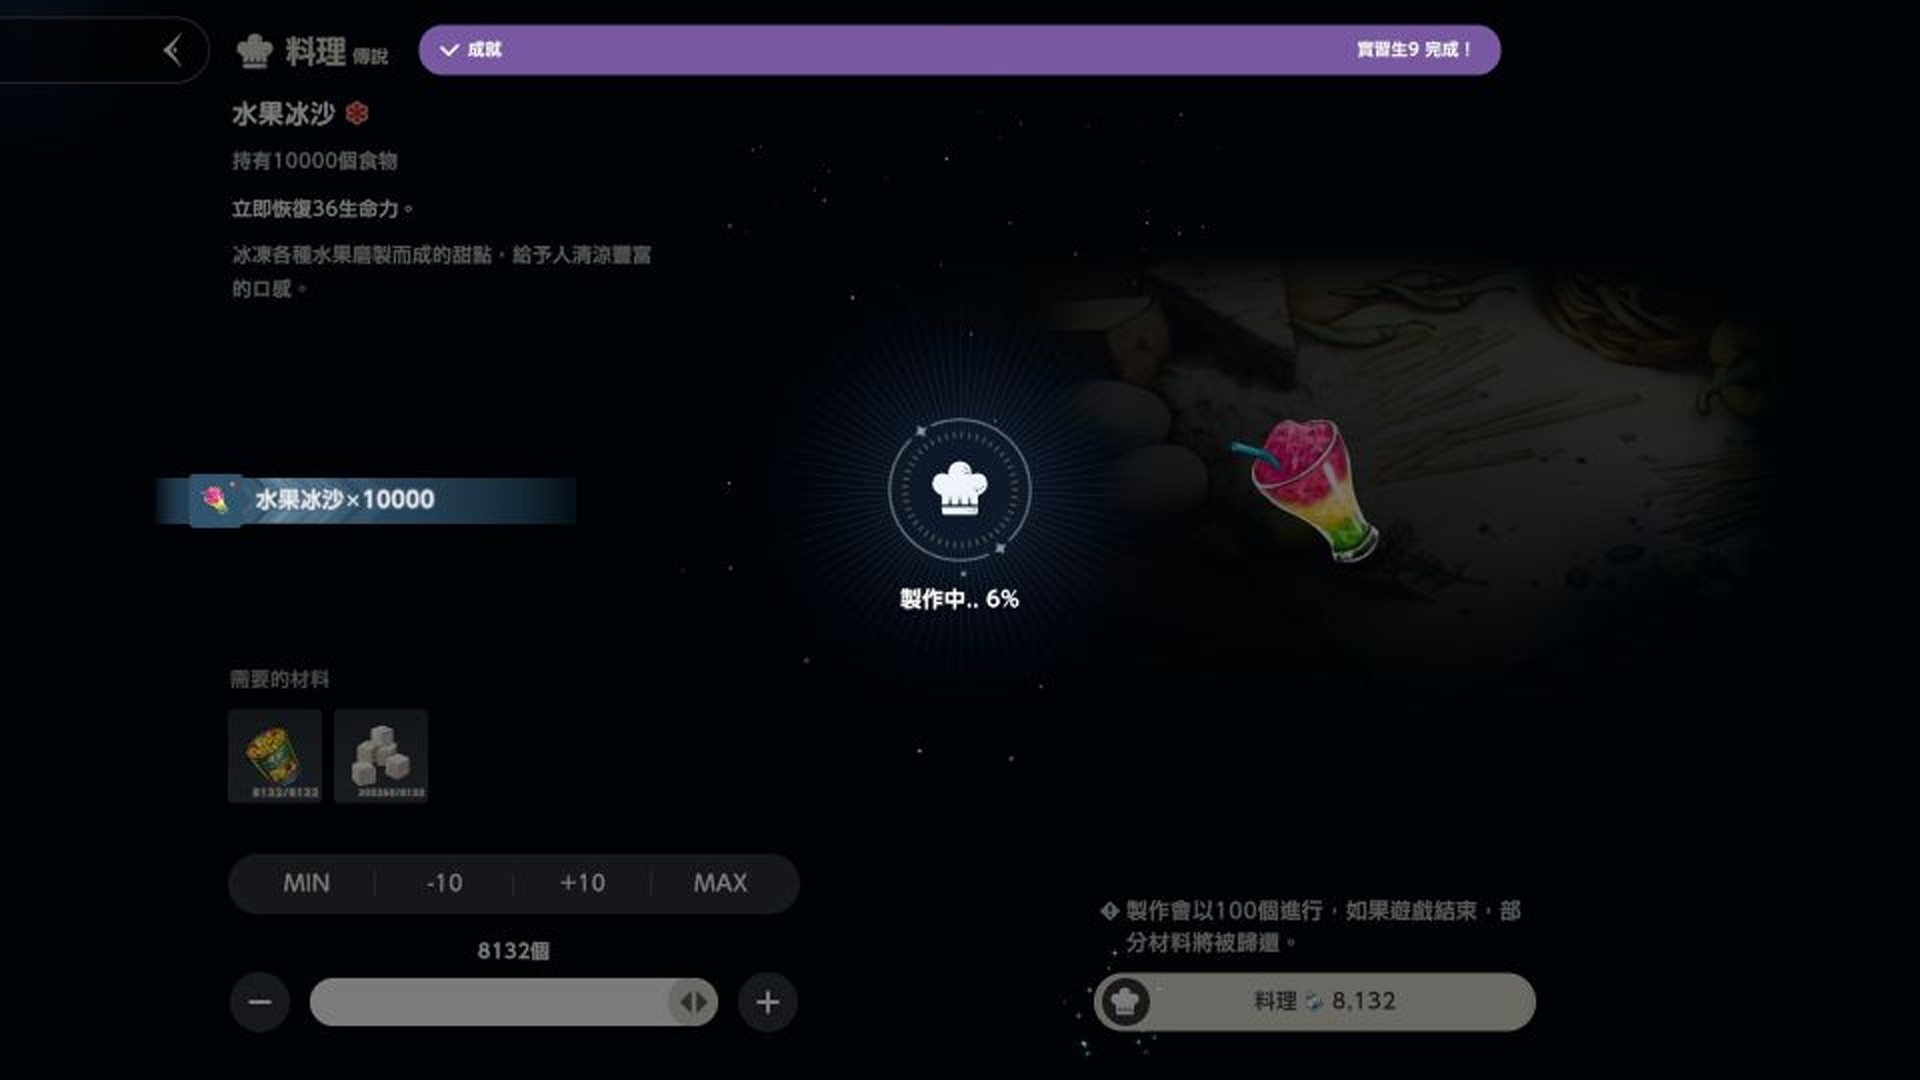 料理 傳說
成就
實習生9 完成！
水果冰沙
持有10000個食物
立即恢復36生命力。
冰凍各種水果磨製而成的甜點，給予人清涼豐富
的口感。
水果冰沙×10000
製作中.. 6%
需要的材料
8132/8132
MIN
-10
+10
MAX
8132個
製作會以100個進行，如果遊戲結束，部
分材料將被歸還。
料理 8,132